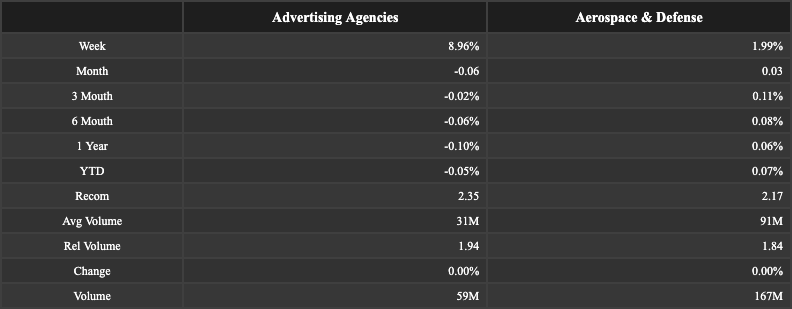 Advertising Agencies Aerospace & Defense
Week 8.96% 1.99%
Month -0.06 0.03
3 Mouth -0.02% 0.11%
6 Mouth -0.06% 0.08%
1 Year -0.10% 0.06%
YTD -0.05% 0.07%
Recom 2.35 2.17
Avg Volume 31M 91M
Rel Volume 1.94 1.84
Change 0.00% 0.00%
Volume 59M 167M